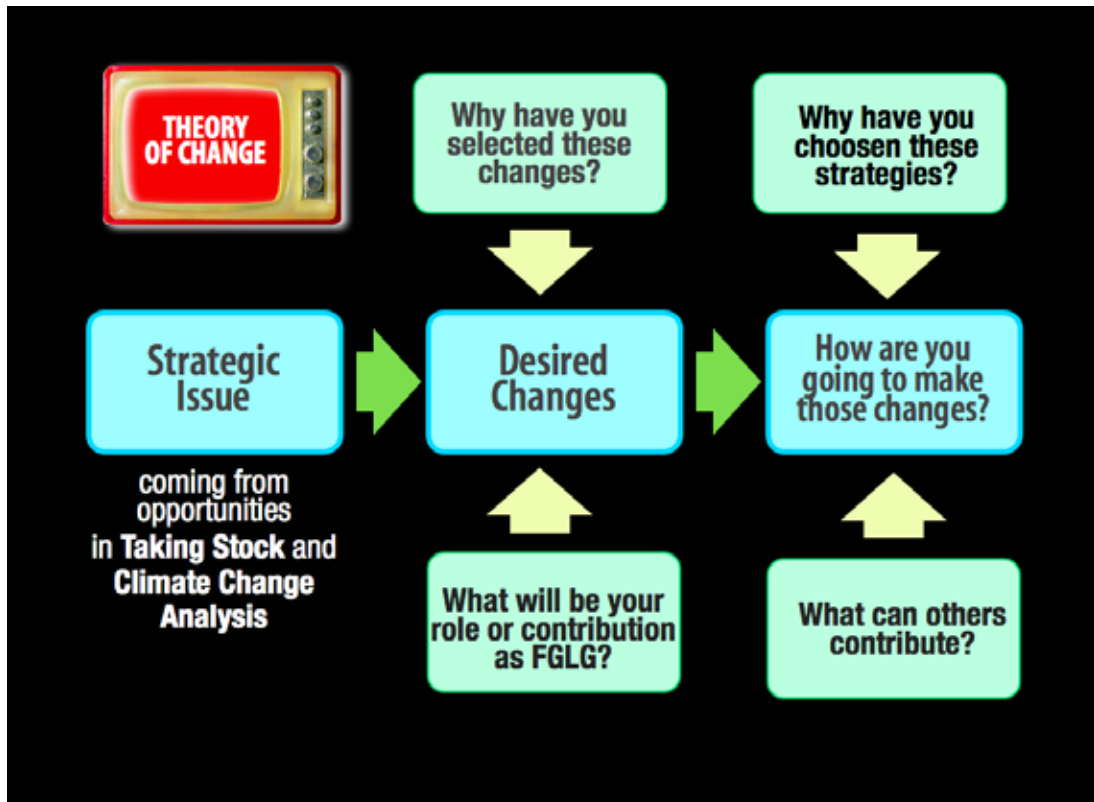 THEORY
OF CHANGE
Why have you
selected these
changes?
Why have you
choosen these
strategies?
Strategic
Issue
Desired
Changes
How are you
going to make
those changes?
coming from
opportunities
in Taking Stock and
Climate Change
Analysis
What will be your
role or contribution
as FGLG?
What can others
contribute?